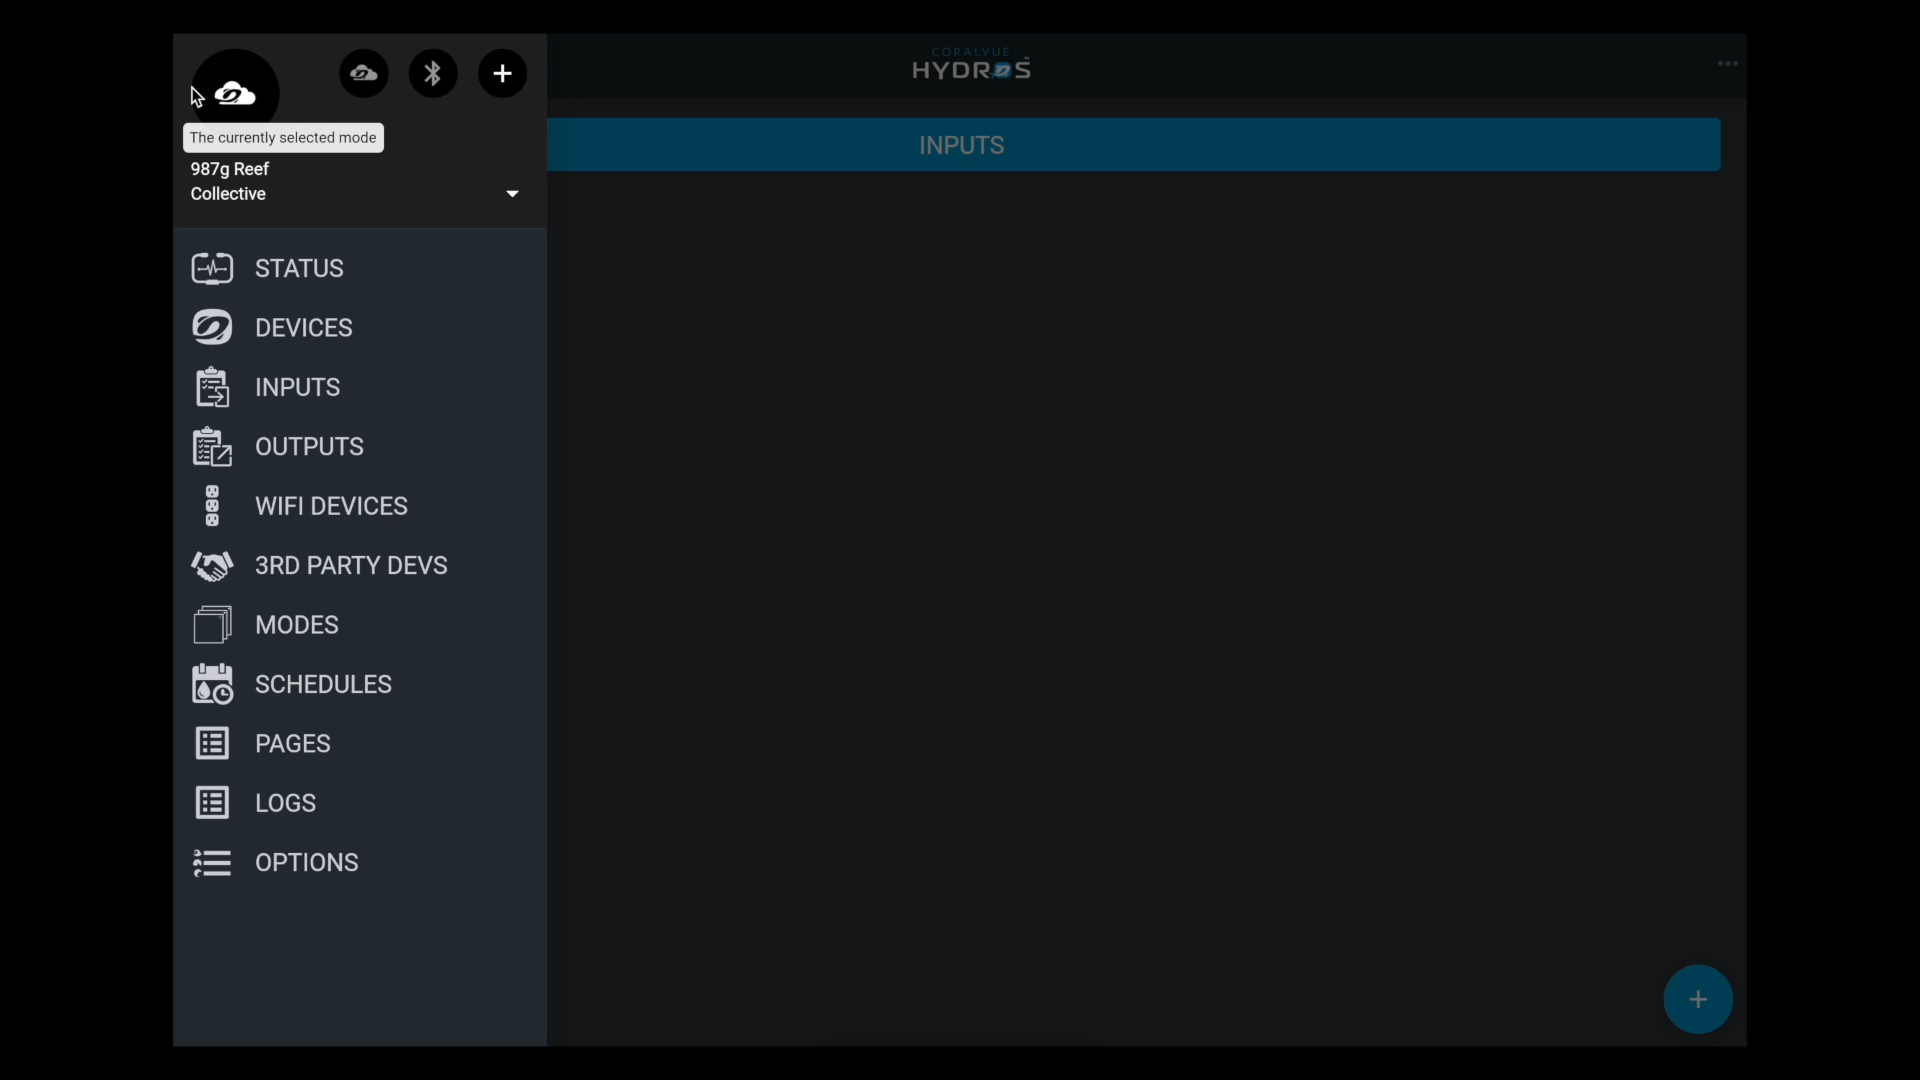 CORALVUE
HYDROS
The currently selected mode
INPUTS
987g Reef
Collective
STATUS
DEVICES
INPUTS
OUTPUTS
WIFI DEVICES
3RD PARTY DEVS
MODES
SCHEDULES
PAGES
LOGS
OPTIONS